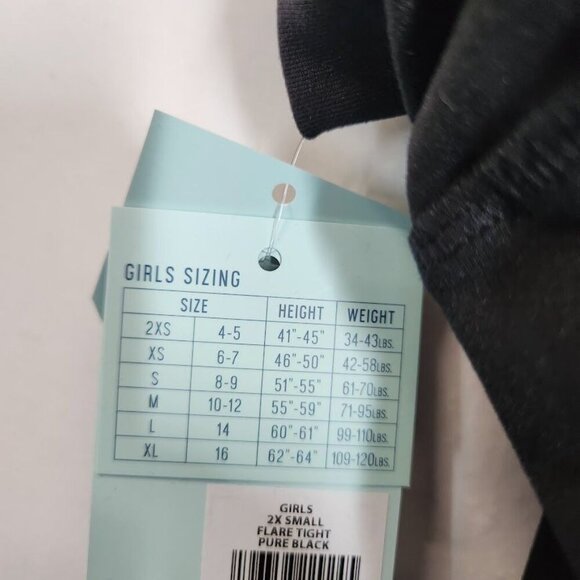 GIRLS SIZING
SIZE HEIGHT WEIGHT
2XS 4-5 41"-45" 34-43LBS.
XS 6-7 46"-50" 42-58LBS.
S 8-9 51"-55" 61-70LBS.
M 10-12 55"-59" 71-95LBS.
L 14 60"-61" 99-110LBS.
XL 16 62"-64" 109-120LBS.
GIRLS
2X SMALL
FLARE TIGHT
PURE BLACK